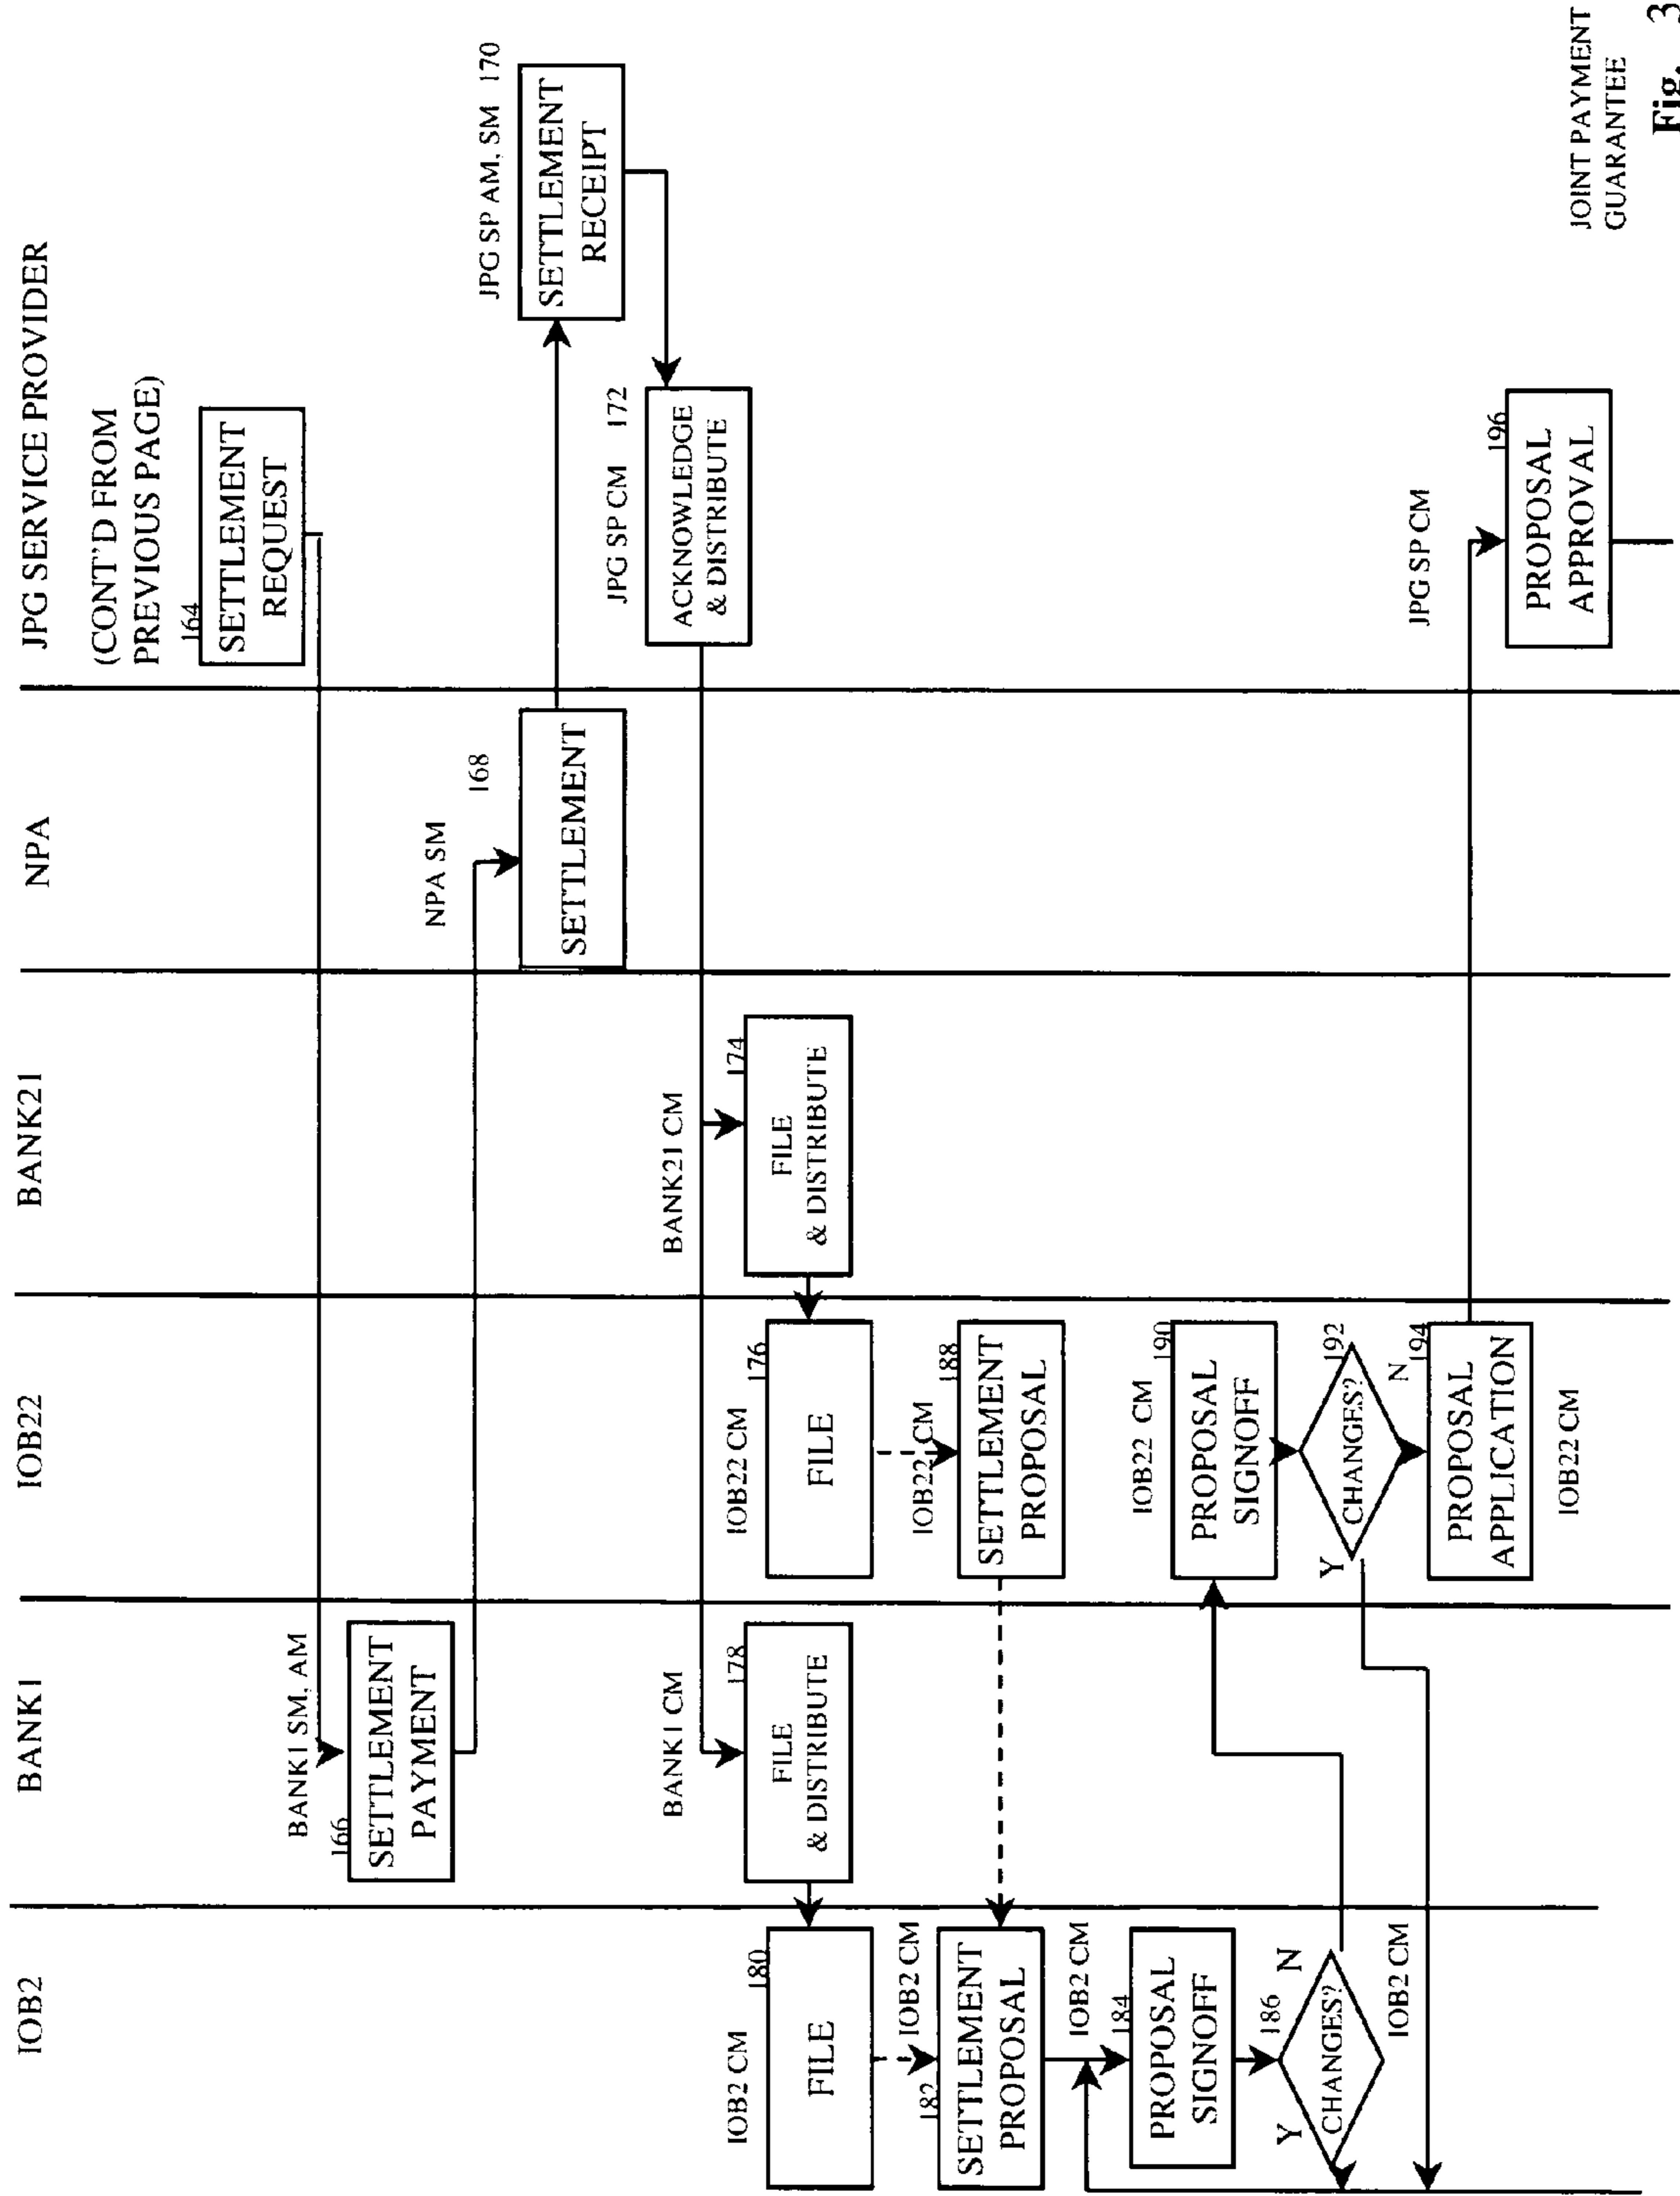 IOB2
BANK1
IOB22
BANK21
NPA
JPG SERVICE PROVIDER
(CONT'D FROM
PREVIOUS PAGE)
164
SETTLEMENT
REQUEST
BANK1 SM, AM
166
SETTLEMENT
PAYMENT
NPA SM
168
SETTLEMENT
JPG SP AM, SM 170
SETTLEMENT
RECEIPT
JPG SP CM 172
ACKNOWLEDGE
& DISTRIBUTE
BANK21 CM
174
FILE
& DISTRIBUTE
IOB22 CM
176
FILE
BANK1 CM
178
FILE
& DISTRIBUTE
IOB2 CM
180
FILE
IOB2 CM
182
SETTLEMENT
PROPOSAL
IOB22 CM
188
SETTLEMENT
PROPOSAL
IOB2 CM
184
PROPOSAL
SIGNOFF
186
Y
CHANGES?
N
IOB2 CM
IOB22 CM
190
PROPOSAL
SIGNOFF
192
Y
CHANGES?
N
194
PROPOSAL
APPLICATION
IOB22 CM
JPG SP CM
196
PROPOSAL
APPROVAL
JOINT PAYMENT
GUARANTEE
Fig. 3